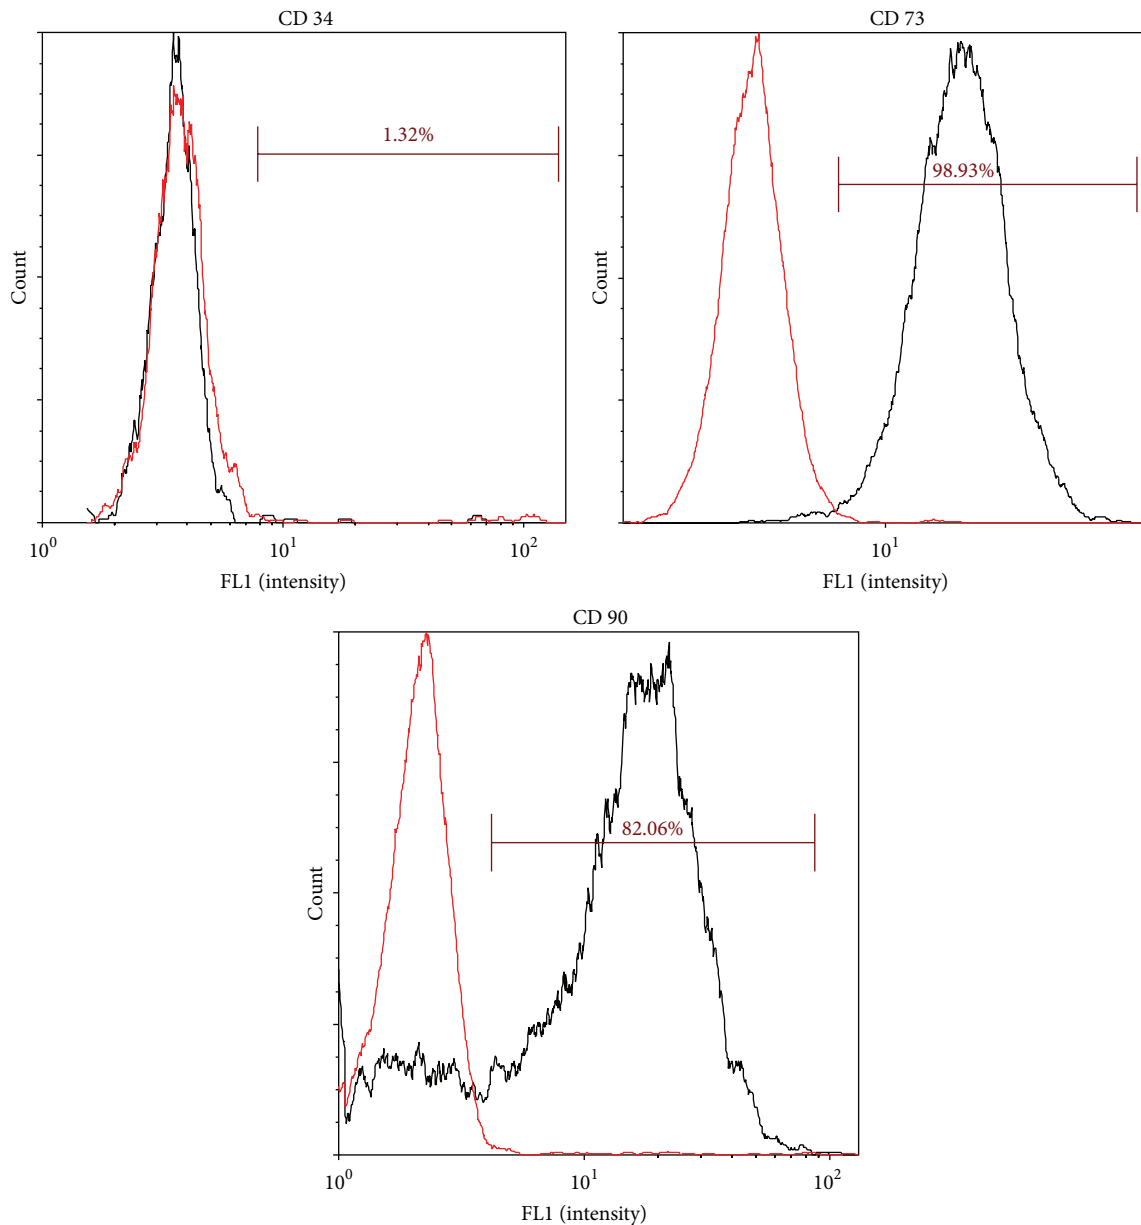 CD 34
1.32%
Count
10⁰
10¹
10²
FL1 (intensity)
CD 73
98.93%
Count
10¹
FL1 (intensity)
CD 90
82.06%
Count
10⁰
10¹
10²
FL1 (intensity)